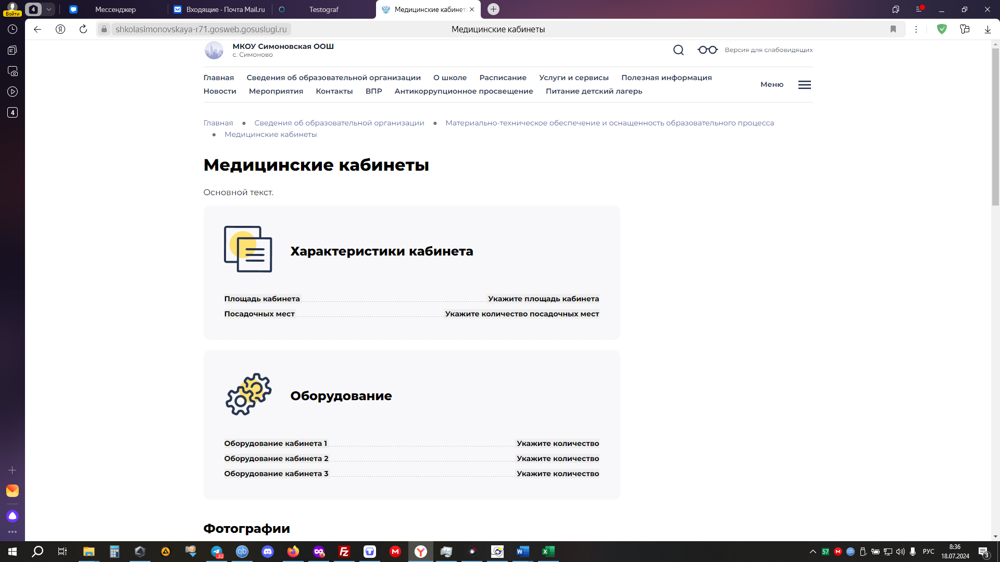 Войти
4
Мессенджер
Входящие - Почта Mail.ru
Testograf
Медицинские кабинет
shkolasimonovskaya-r71.gosweb.gosuslugi.ru
Медицинские кабинеты
4
МКОУ Симоновская ООШ
с. Симоново
Версия для слабовидящих
Главная Сведения об образовательной организации О школе Расписание Услуги и сервисы Полезная информация
Новости Мероприятия Контакты ВПР Антикоррупционное просвещение Питание детский лагерь
Меню
Главная • Сведения об образовательной организации • Материально-техническое обеспечение и оснащенность образовательного процесса
• Медицинские кабинеты
Медицинские кабинеты
Основной текст.
Характеристики кабинета
Площадь кабинета Укажите площадь кабинета
Посадочных мест Укажите количество посадочных мест
Оборудование
Оборудование кабинета 1 Укажите количество
Оборудование кабинета 2 Укажите количество
Оборудование кабинета 3 Укажите количество
Фотографии
32
57
РУС
8:36
18.07.2024
3